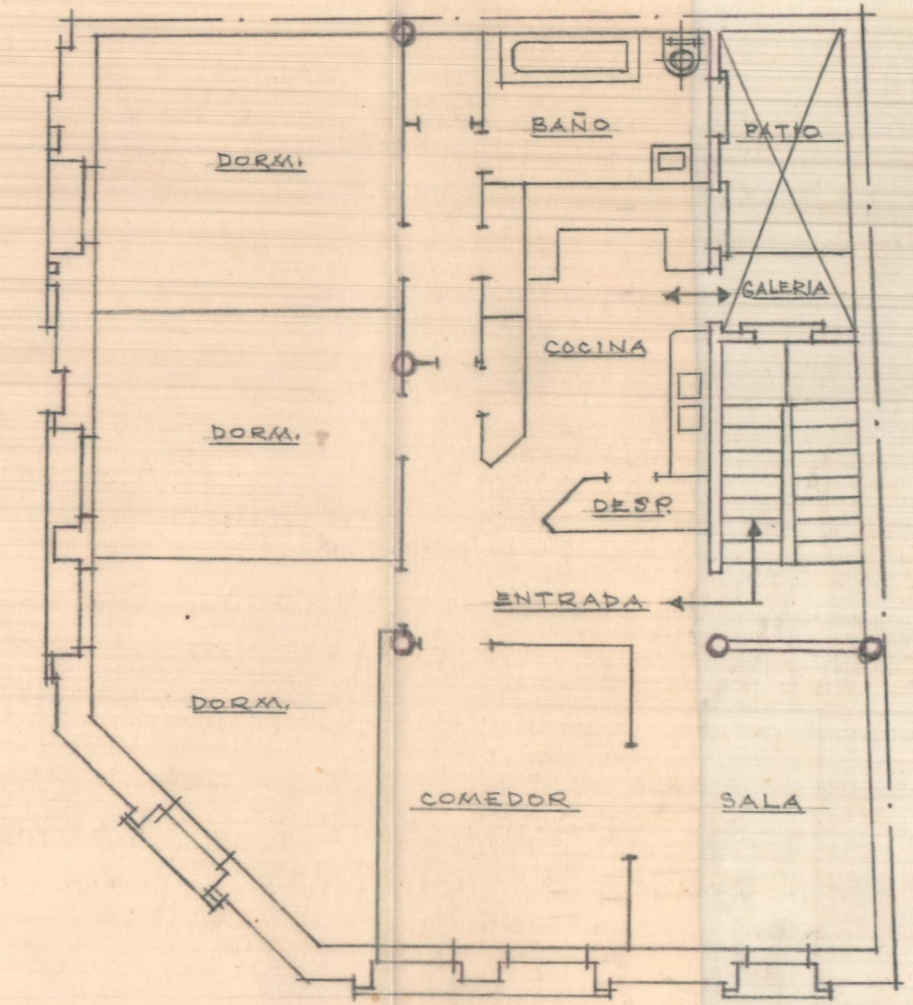 BAÑO
PATIO
DORM.
GALERIA
COCINA
DORM.
DESP.
ENTRADA
DORM.
COMEDOR
SALA